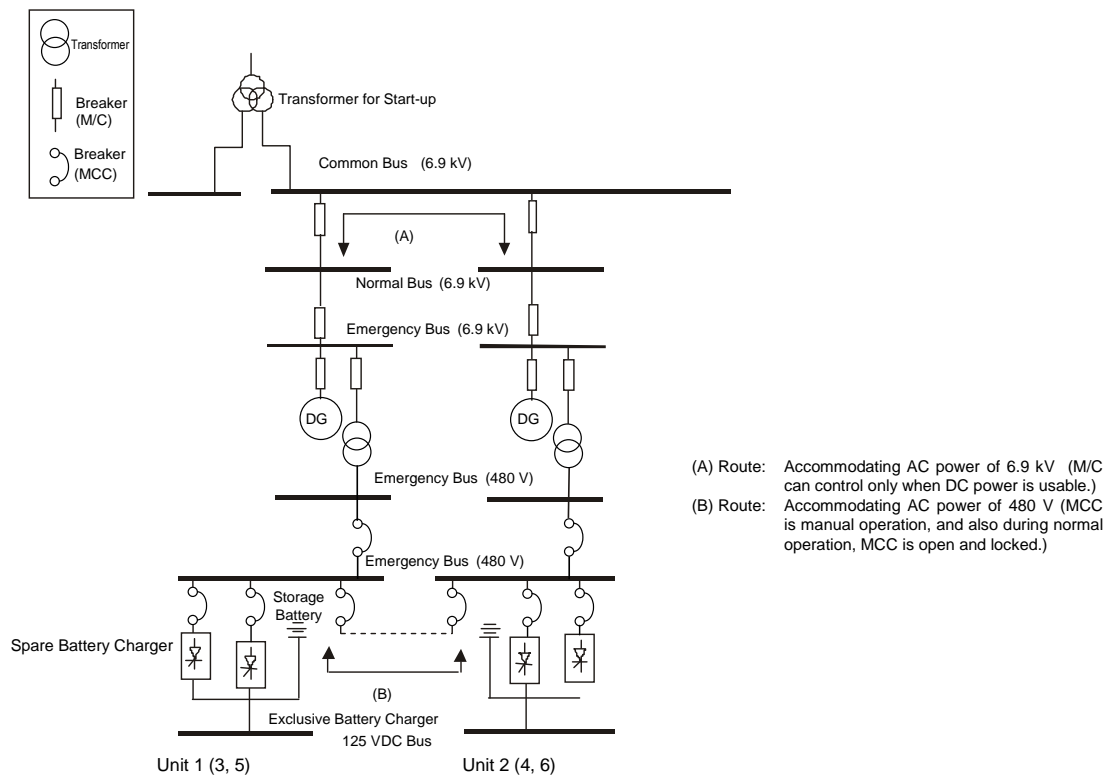 Transformer
Breaker
(M/C)
Breaker
(MCC)
Transformer for Start-up
Common Bus (6.9 kV)
(A)
Normal Bus (6.9 kV)
Emergency Bus (6.9 kV)
DG
DG
Emergency Bus (480 V)
Emergency Bus (480 V)
Storage
Battery
Spare Battery Charger
(B)
Exclusive Battery Charger
125 VDC Bus
Unit 1 (3, 5)
Unit 2 (4, 6)
(A) Route: Accommodating AC power of 6.9 kV (M/C
can control only when DC power is usable.)
(B) Route: Accommodating AC power of 480 V (MCC
is manual operation, and also during normal
operation, MCC is open and locked.)